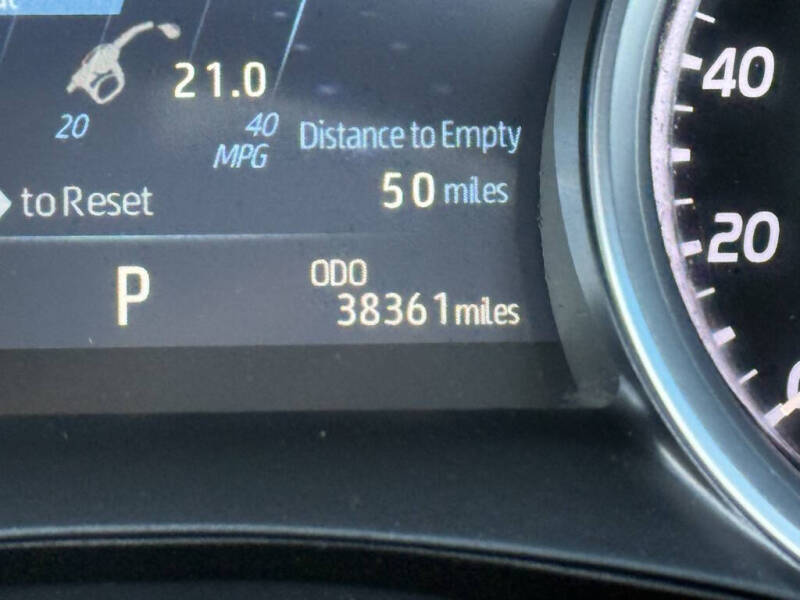 21.0
20
40
MPG
Distance to Empty
50 miles
to Reset
P
ODO
38361 miles
40
20